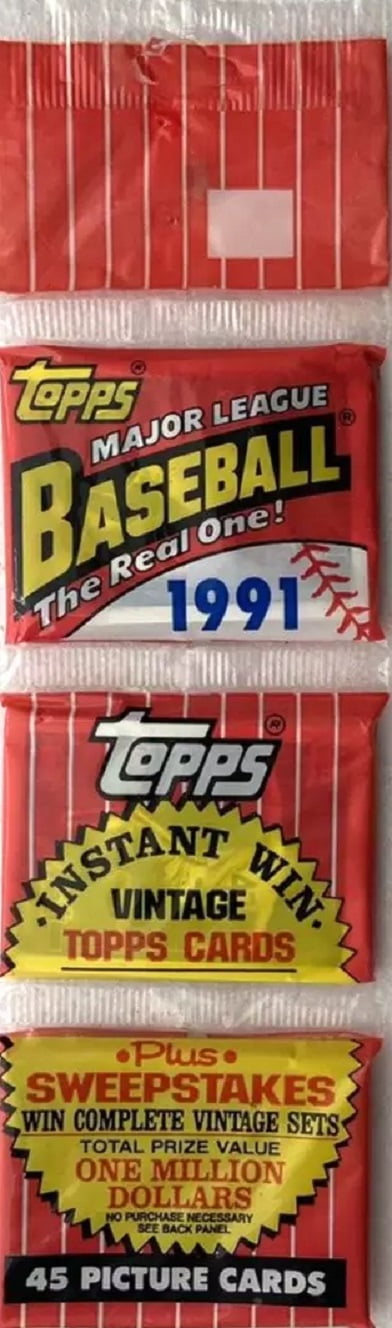 Topps®
MAJOR LEAGUE
BASEBALL®
The Real One!
1991
Topps®
·INSTANT WIN·
VINTAGE
TOPPS CARDS
•Plus•
SWEEPSTAKES
WIN COMPLETE VINTAGE SETS
TOTAL PRIZE VALUE
ONE MILLION
DOLLARS
NO PURCHASE NECESSARY
SEE BACK PANEL
45 PICTURE CARDS